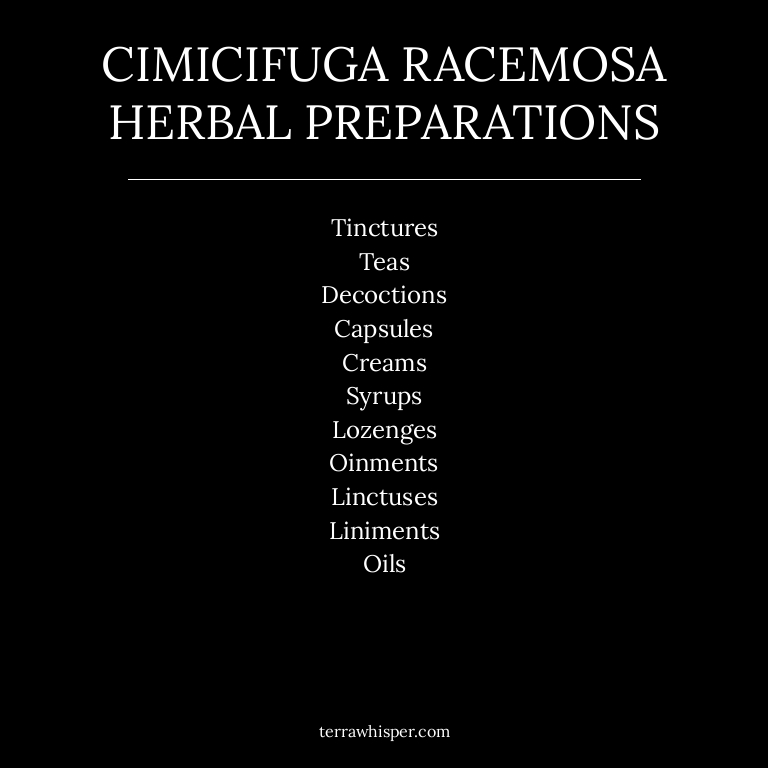 CIMICIFUGA RACEMOSA
HERBAL PREPARATIONS
Tinctures
Teas
Decoctions
Capsules
Creams
Syrups
Lozenges
Oinments
Linctuses
Liniments
Oils
terrawhisper.com